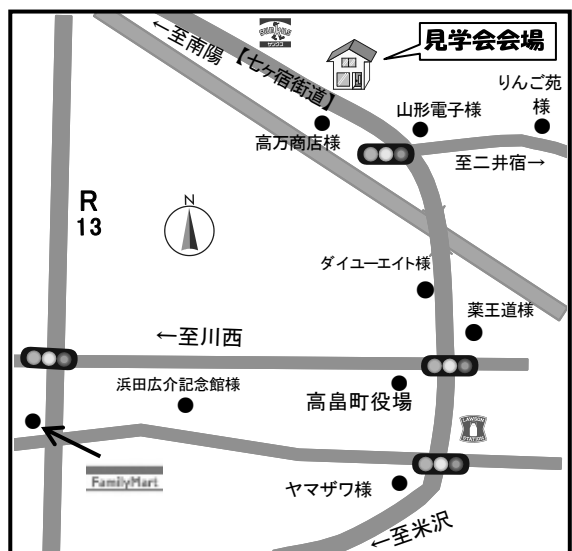 見学会会場
←至南陽
【七ケ宿街道】
りんご苑
様
山形電子様
高万商店様
至二井宿→
R
13
N
ダイユーエイト様
薬王道様
←至川西
浜田広介記念館様
高畠町役場
LAWSON
STATION
FamilyMart
ヤマザワ様
←至米沢